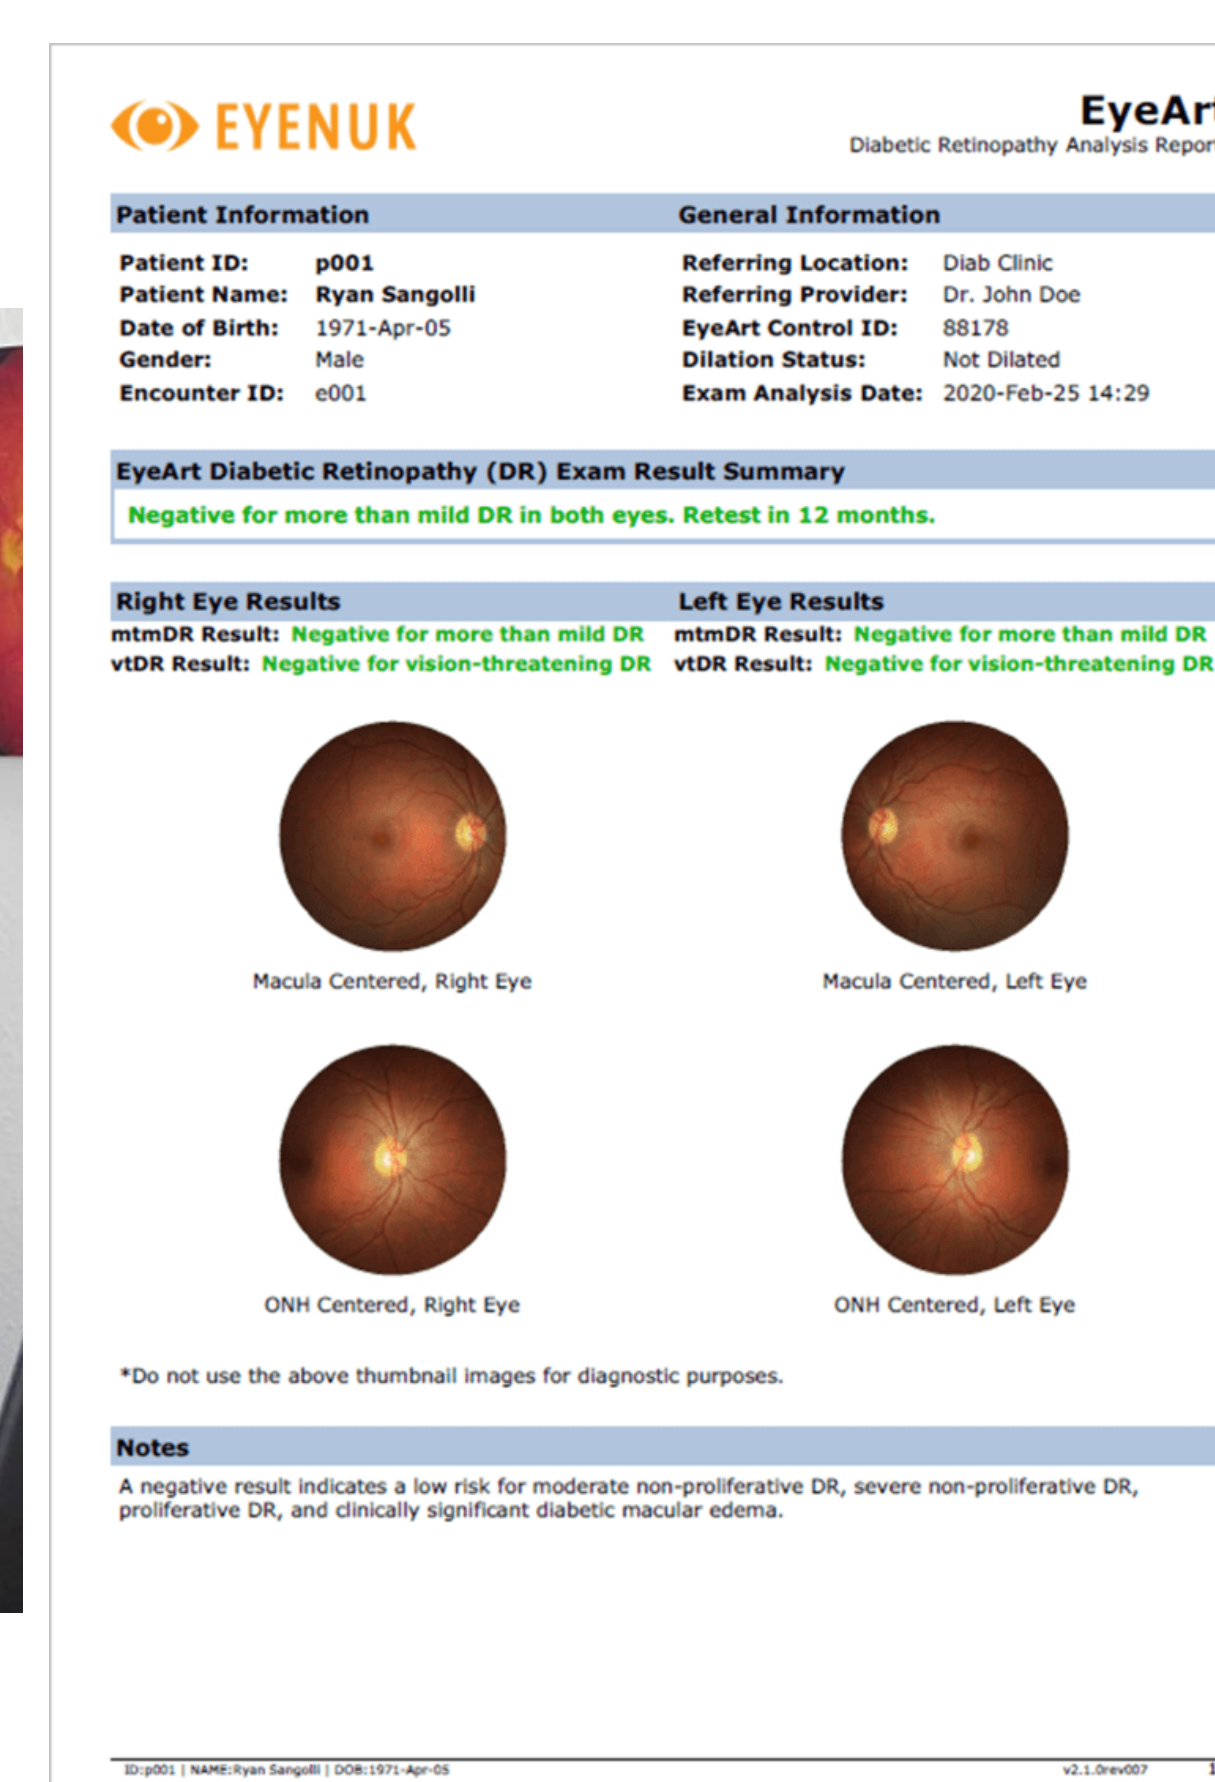 EYENUK
EyeArt
Diabetic Retinopathy Analysis Report
Patient Information
Patient ID: p001
Patient Name: Ryan Sangolli
Date of Birth: 1971-Apr-05
Gender: Male
Encounter ID: e001
General Information
Referring Location: Diab Clinic
Referring Provider: Dr. John Doe
EyeArt Control ID: 88178
Dilation Status: Not Dilated
Exam Analysis Date: 2020-Feb-25 14:29
EyeArt Diabetic Retinopathy (DR) Exam Result Summary
Negative for more than mild DR in both eyes. Retest in 12 months.
Right Eye Results
mtmDR Result: Negative for more than mild DR
vtDR Result: Negative for vision-threatening DR
Left Eye Results
mtmDR Result: Negative for more than mild DR
vtDR Result: Negative for vision-threatening DR
Macula Centered, Right Eye
Macula Centered, Left Eye
ONH Centered, Right Eye
ONH Centered, Left Eye
*Do not use the above thumbnail images for diagnostic purposes.
Notes
A negative result indicates a low risk for moderate non-proliferative DR, severe non-proliferative DR,
proliferative DR, and clinically significant diabetic macular edema.
ID:p001 | NAME:Ryan Sangolli | DOB:1971-Apr-05
v2.1.0rev007
1